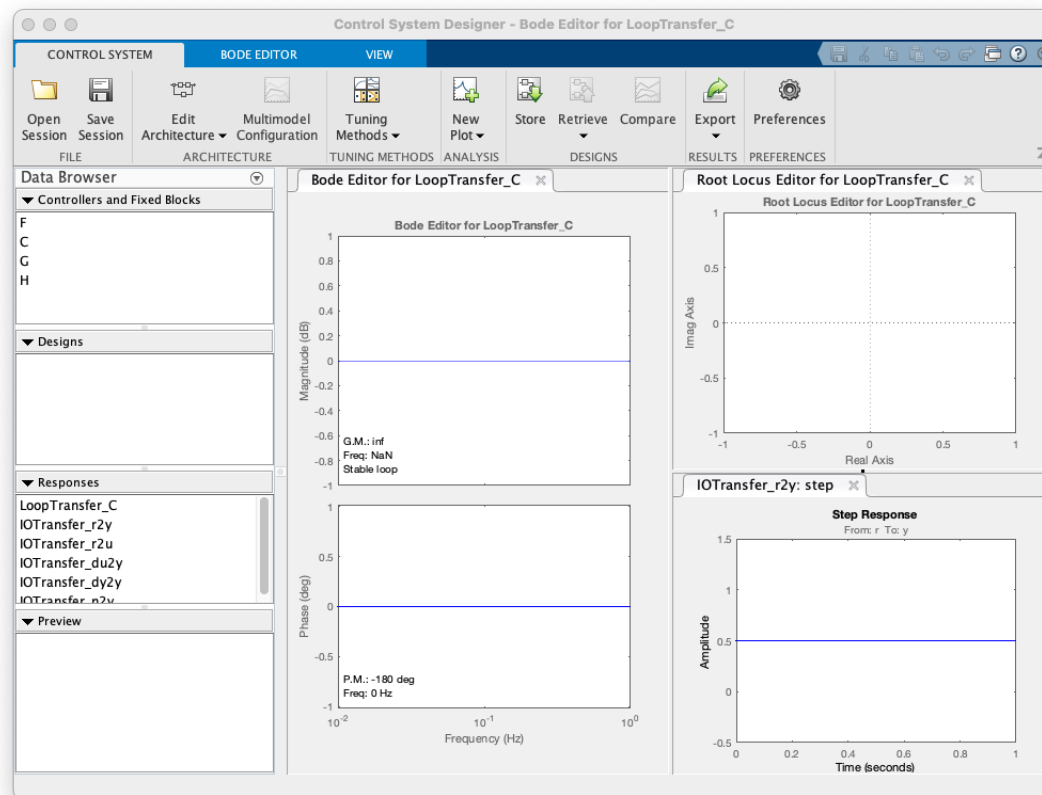 Control System Designer - Bode Editor for LoopTransfer_C
CONTROL SYSTEM
BODE EDITOR
VIEW
Open
Session
Save
Session
FILE
Edit
Architecture
Multimodel
Configuration
ARCHITECTURE
Tuning
Methods
TUNING METHODS
New
Plot
ANALYSIS
Store
Retrieve
Compare
DESIGNS
Export
RESULTS
Preferences
PREFERENCES
Data Browser
Controllers and Fixed Blocks
F
C
G
H
Designs
Responses
LoopTransfer_C
IOTransfer_r2y
IOTransfer_r2u
IOTransfer_du2y
IOTransfer_dy2y
IOTransfer_n2y
Preview
Bode Editor for LoopTransfer_C
Bode Editor for LoopTransfer_C
Magnitude (dB)
1
0.8
0.6
0.4
0.2
0
-0.2
-0.4
-0.6
-0.8
-1
G.M.: inf
Freq: NaN
Stable loop
Phase (deg)
1
0.5
0
-0.5
-1
P.M.: -180 deg
Freq: 0 Hz
10^-2
10^-1
10^0
Frequency (Hz)
Root Locus Editor for LoopTransfer_C
Root Locus Editor for LoopTransfer_C
Imag Axis
1
0.5
0
-0.5
-1
-1
-0.5
0
0.5
1
Real Axis
IOTransfer_r2y: step
Step Response
From: r To: y
Amplitude
1.5
1
0.5
0
-0.5
0
0.2
0.4
0.6
0.8
1
Time (seconds)